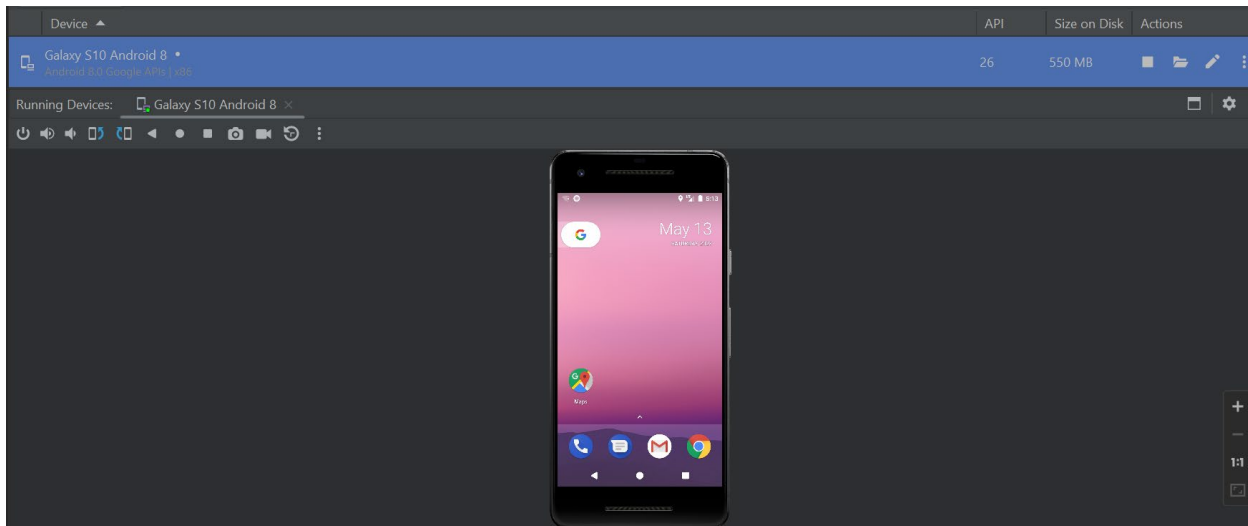 Device
API
Size on Disk
Actions
Galaxy S10 Android 8
Android 8.0 Google APIs | x86
26
550 MB
Running Devices:
Galaxy S10 Android 8
G
May 13
Maps
1:1